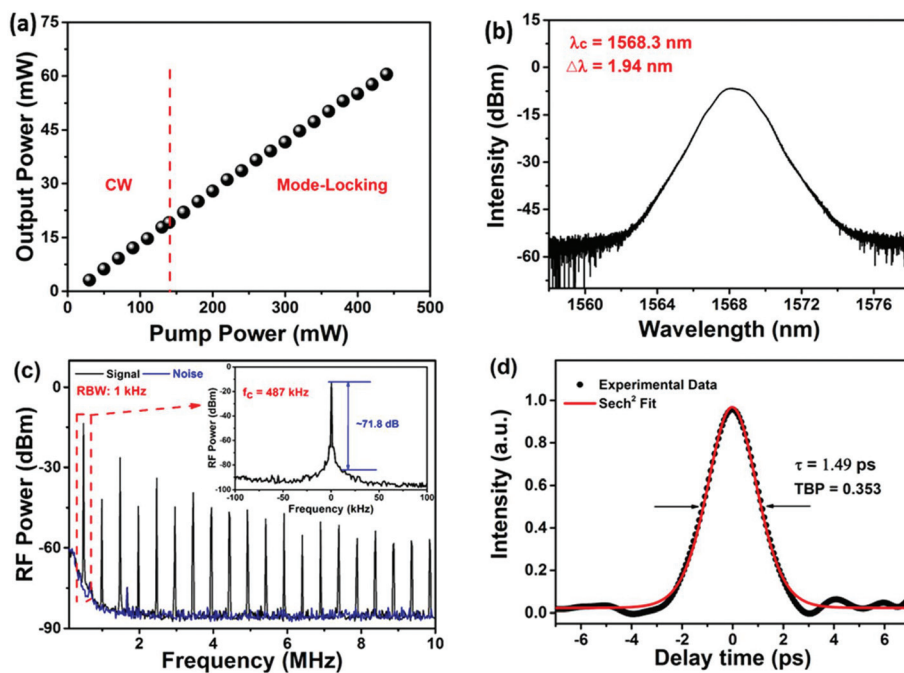 (a)
75
60
45
30
15
0
Output Power (mW)
CW
Mode-Locking
0 100 200 300 400 500
Pump Power (mW)
(b)
λc = 1568.3 nm
△λ = 1.94 nm
0
-15
-30
-45
-60
Intensity (dBm)
1560 1564 1568 1572 1576
Wavelength (nm)
(c)
Signal Noise
RBW: 1 kHz
0
-30
-60
-90
RF Power (dBm)
2 4 6 8 10
Frequency (MHz)
fC = 487 kHz
~71.8 dB
0
-20
-40
-60
-80
-100
RF Power (dBm)
-100 -50 0 50 100
Frequency (kHz)
(d)
Experimental Data
Sech² Fit
τ = 1.49 ps
TBP = 0.353
1.0
0.8
0.6
0.4
0.2
0.0
Intensity (a.u.)
-6 -4 -2 0 2 4 6
Delay time (ps)